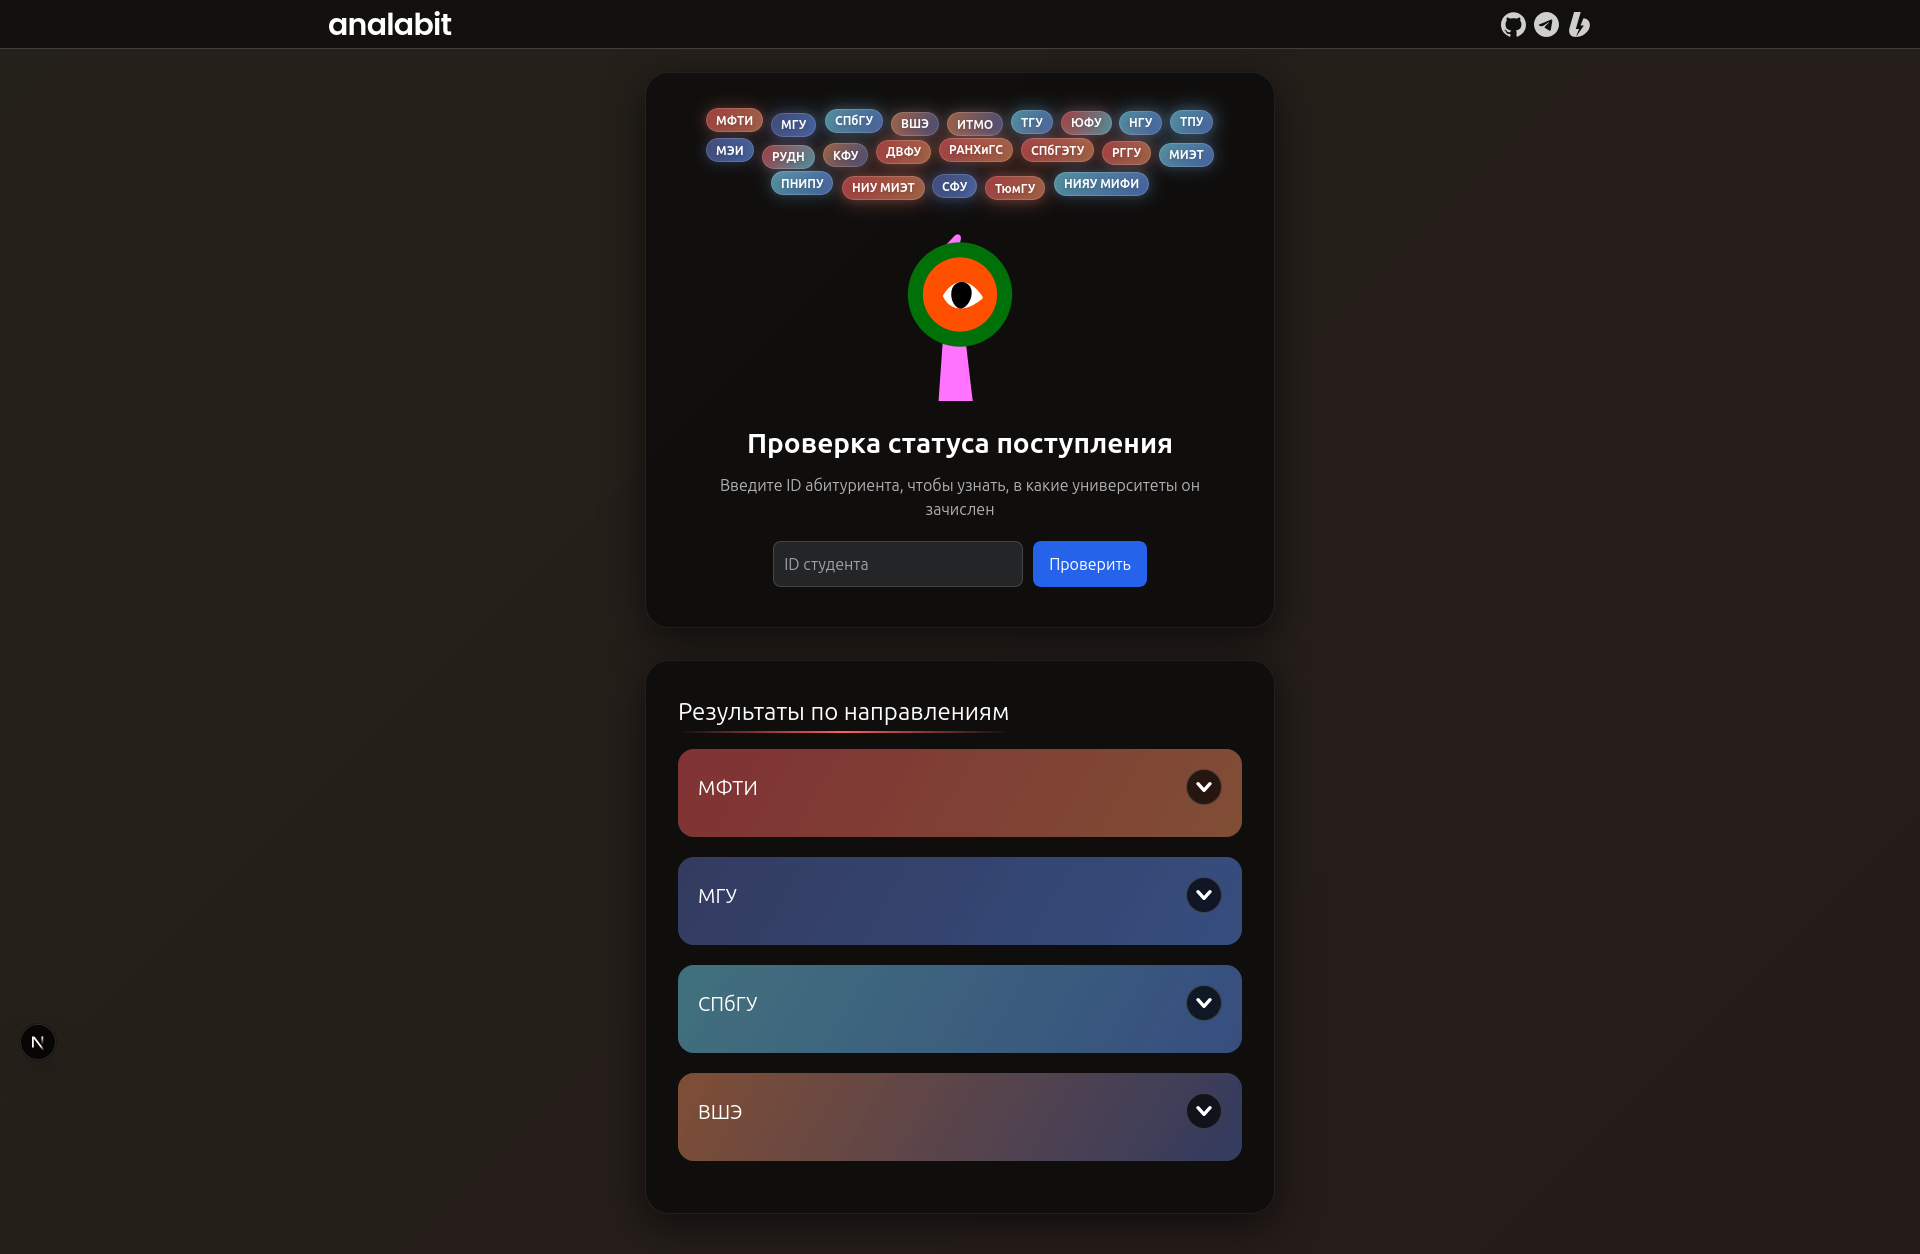 analabit
МФТИ МГУ СПбГУ ВШЭ ИТМО ТГУ ЮФУ НГУ ТПУ
МЭИ РУДН КФУ ДВФУ РАНХиГС СПбГЭТУ РГГУ МИЭТ
ПНИПУ НИУ МИЭТ СФУ ТюмГУ НИЯУ МИФИ
Проверка статуса поступления
Введите ID абитуриента, чтобы узнать, в какие университеты он
зачислен
ID студента Проверить
Результаты по направлениям
МФТИ
МГУ
СПбГУ
ВШЭ
N